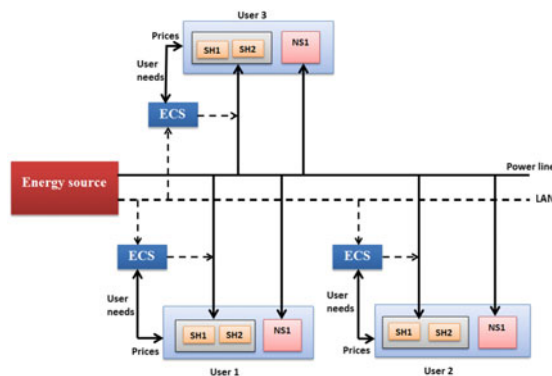 User 3
Prices
SH1
SH2
NS1
User
needs
ECS
Energy source
Power line
LAN
ECS
ECS
User
needs
User
needs
SH1
SH2
NS1
SH1
SH2
NS1
Prices
Prices
User 1
User 2